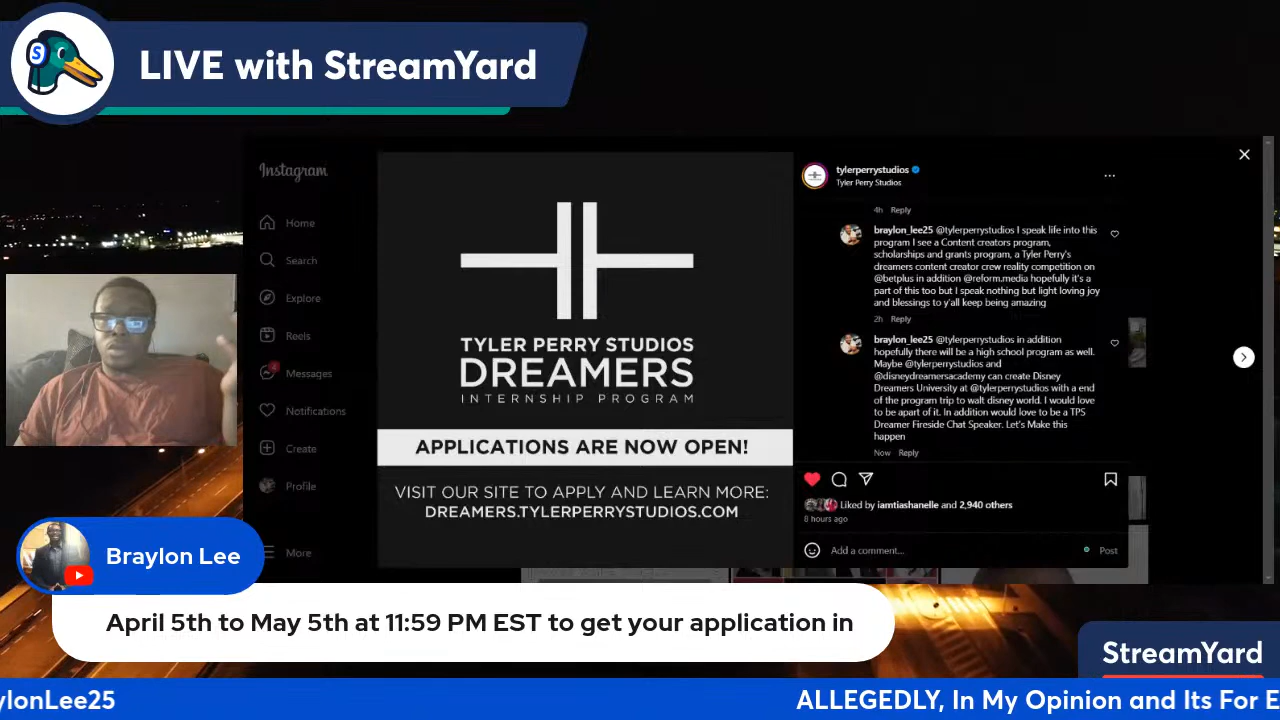 S
LIVE with StreamYard
Instagram
Home
Search
Explore
Reels
4
Messages
Notifications
Create
Profile
More
TYLER PERRY STUDIOS
DREAMERS
INTERNSHIP PROGRAM
APPLICATIONS ARE NOW OPEN!
VISIT OUR SITE TO APPLY AND LEARN MORE:
DREAMERS.TYLERPERRYSTUDIOS.COM
tylerperrystudios
Tyler Perry Studios
4h Reply
braylon_lee25 @tylerperrystudios I speak life into this
program I see a Content creators program,
scholarships and grants program, a Tyler Perry's
dreamers content creator crew reality competition on
@betplus in addition @reform.media hopefully it's a
part of this too but I speak nothing but light loving joy
and blessings to y'all keep being amazing
2h Reply
braylon_lee25 @tylerperrystudios in addition
hopefully there will be a high school program as well.
Maybe @tylerperrystudios and
@disneydreamersacademy can create Disney
Dreamers University at @tylerperrystudios with a end
of the program trip to walt disney world. I would love
to be apart of it. In addition would love to be a TPS
Dreamer Fireside Chat Speaker. Let's Make this
happen
Now Reply
Liked by iamtiashanelle and 2,940 others
8 hours ago
Add a comment...
Post
Braylon Lee
April 5th to May 5th at 11:59 PM EST to get your application in
StreamYard
ylonLee25
ALLEGEDLY, In My Opinion and Its For E